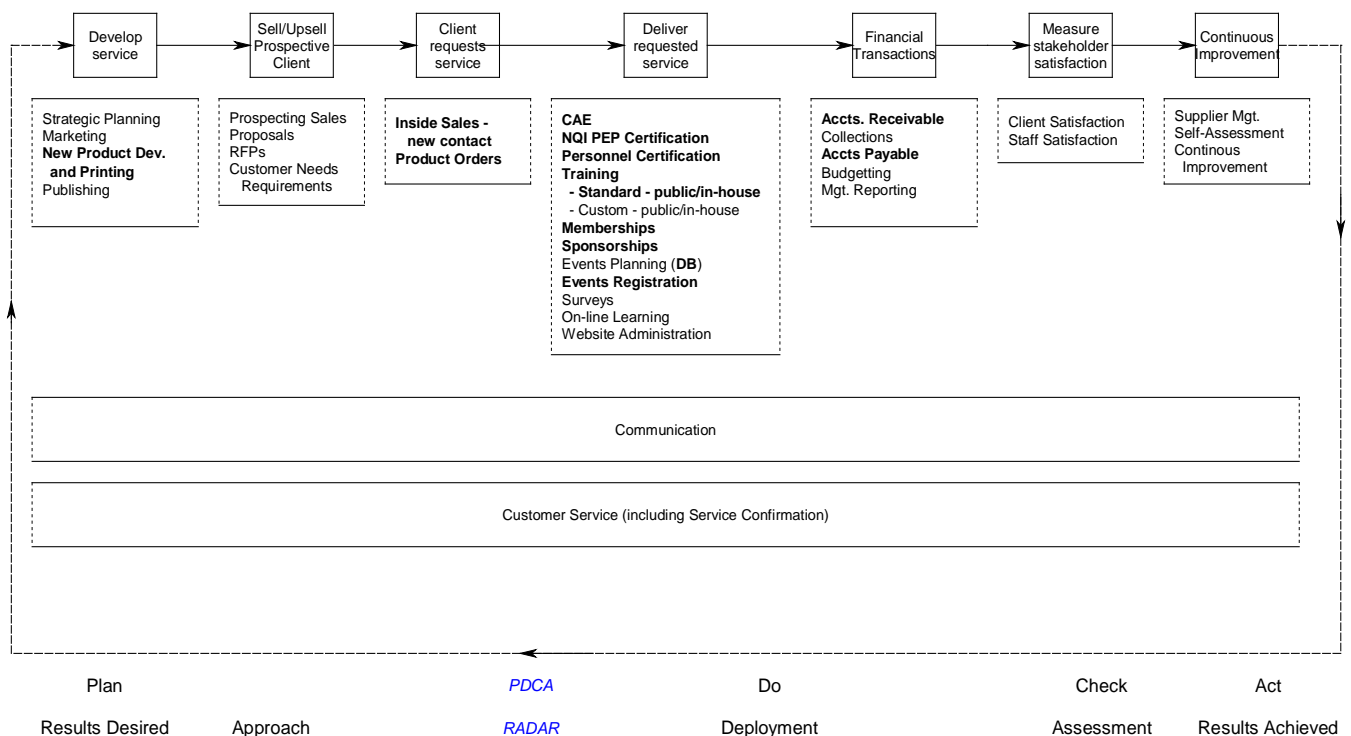 Develop
service
Sell/Upsell
Prospective
Client
Client
requests
service
Deliver
requested
service
Financial
Transactions
Measure
stakeholder
satisfaction
Continuous
Improvement
Strategic Planning
Marketing
New Product Dev.
and Printing
Publishing
Prospecting Sales
Proposals
RFPs
Customer Needs
Requirements
Inside Sales -
new contact
Product Orders
CAE
NQI PEP Certification
Personnel Certification
Training
- Standard - public/in-house
- Custom - public/in-house
Memberships
Sponsorships
Events Planning (DB)
Events Registration
Surveys
On-line Learning
Website Administration
Accts. Receivable
Collections
Accts Payable
Budgetting
Mgt. Reporting
Client Satisfaction
Staff Satisfaction
Supplier Mgt.
Self-Assessment
Continous
Improvement
Communication
Customer Service (including Service Confirmation)
Plan PDCA Do Check Act
Results Desired Approach RADAR Deployment Assessment Results Achieved